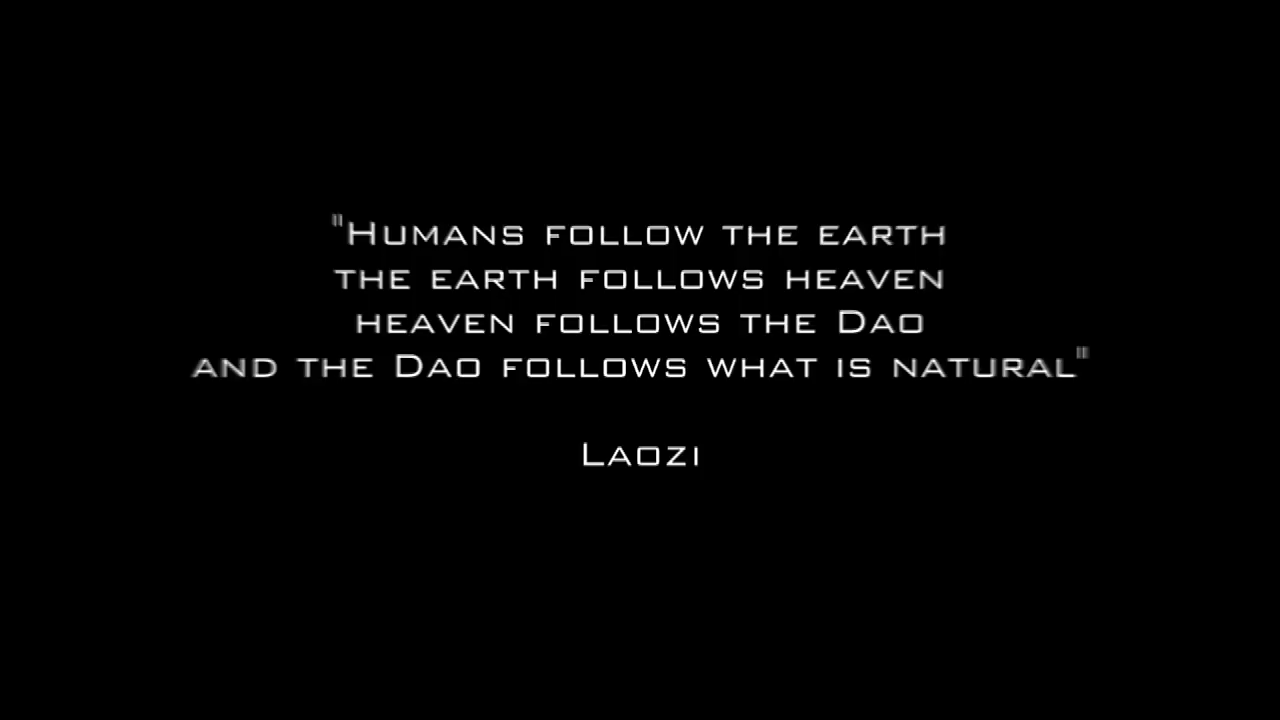 "Humans follow the earth
the earth follows heaven
heaven follows the Dao
and the Dao follows what is natural"
Laozi